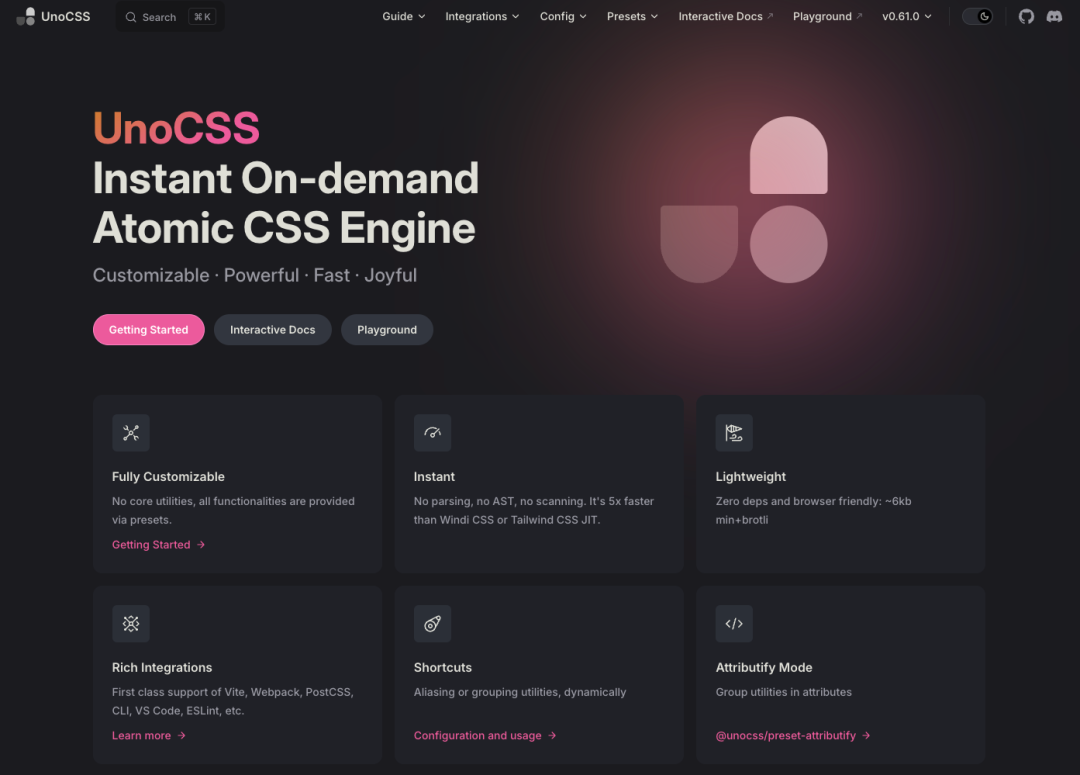 UnoCSS
Search ⌘ K
Guide
Integrations
Config
Presets
Interactive Docs
Playground
v0.61.0
UnoCSS
Instant On-demand
Atomic CSS Engine
Customizable · Powerful · Fast · Joyful
Getting Started
Interactive Docs
Playground
Fully Customizable
No core utilities, all functionalities are provided
via presets.
Getting Started →
Instant
No parsing, no AST, no scanning. It's 5x faster
than Windi CSS or Tailwind CSS JIT.
Lightweight
Zero deps and browser friendly: ~6kb
min+brotli
Rich Integrations
First class support of Vite, Webpack, PostCSS,
CLI, VS Code, ESLint, etc.
Learn more →
Shortcuts
Aliasing or grouping utilities, dynamically
Configuration and usage →
Attributify Mode
Group utilities in attributes
@unocss/preset-attributify →